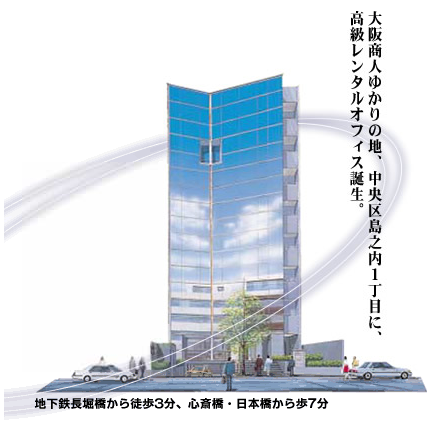 大阪商人ゆかりの地、中央区島之内1丁目に、
高級レンタルオフィス誕生。
地下鉄長堀橋から徒歩3分、心斎橋・日本橋から歩7分